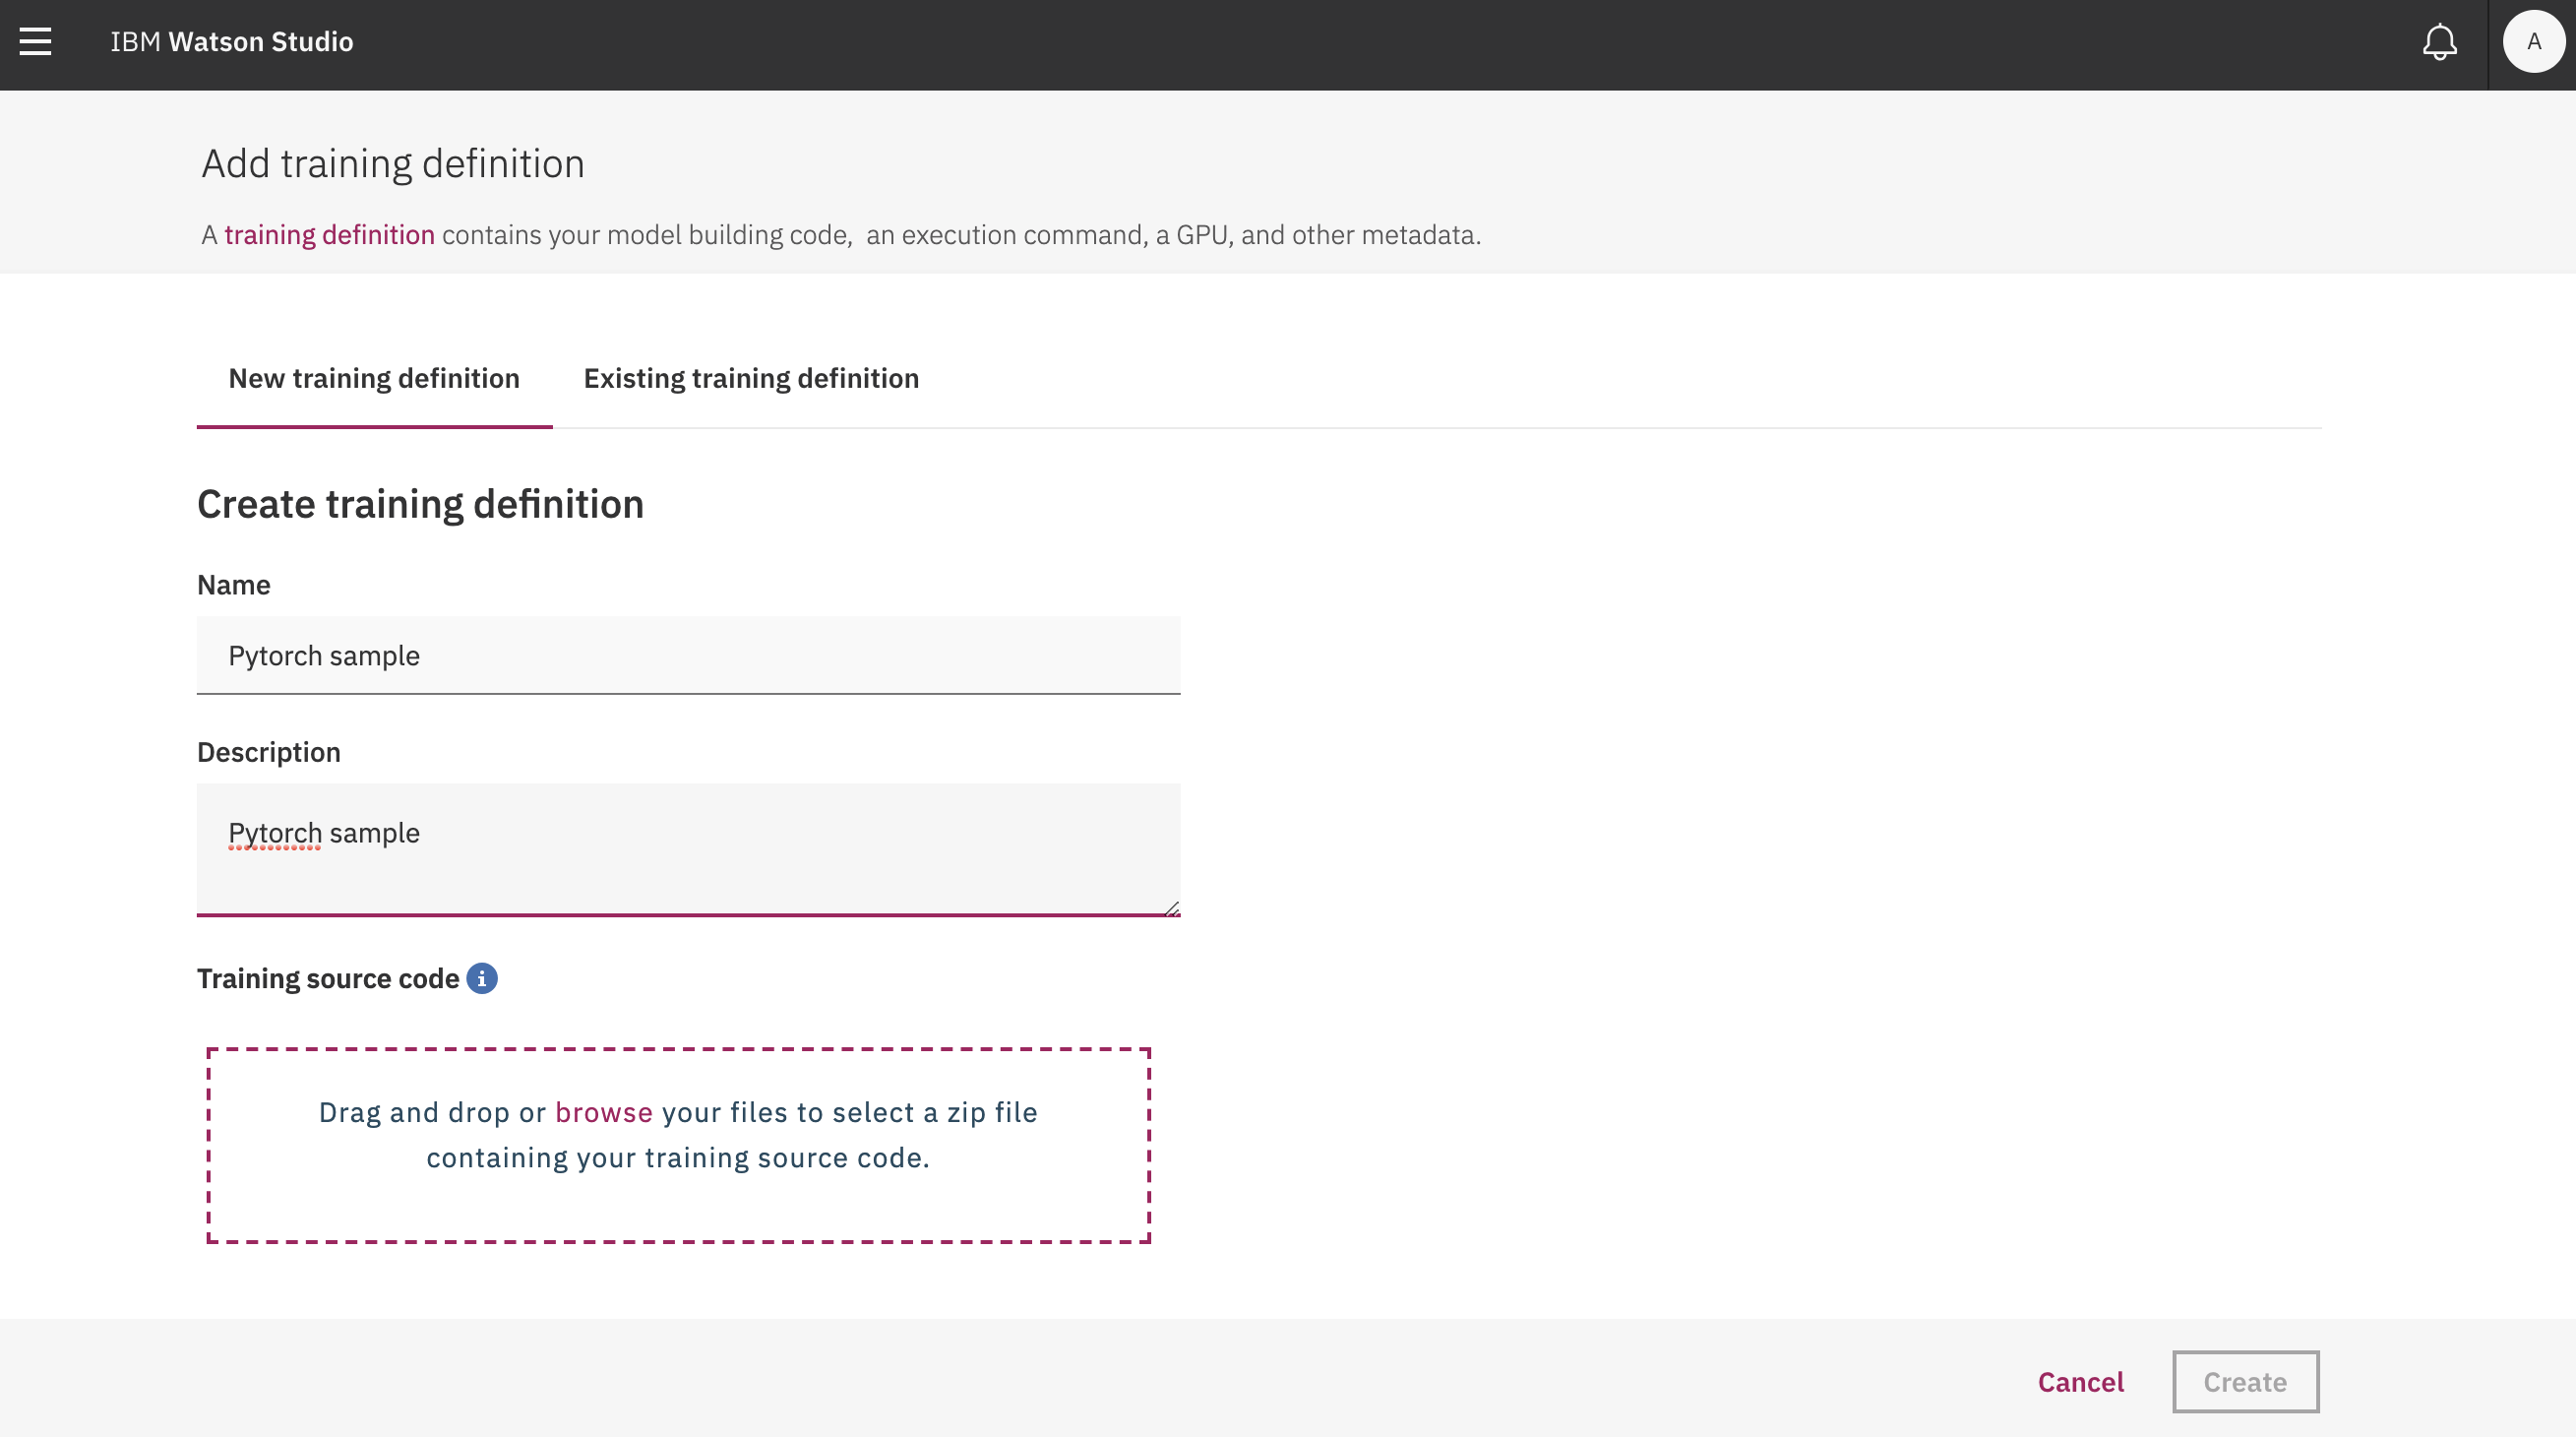 IBM Watson Studio
A
Add training definition
A training definition contains your model building code,  an execution command, a GPU, and other metadata.
New training definition
Existing training definition
Create training definition
Name
Pytorch sample
Description
Pytorch sample
Training source code
Drag and drop or browse your files to select a zip file
containing your training source code.
Cancel
Create